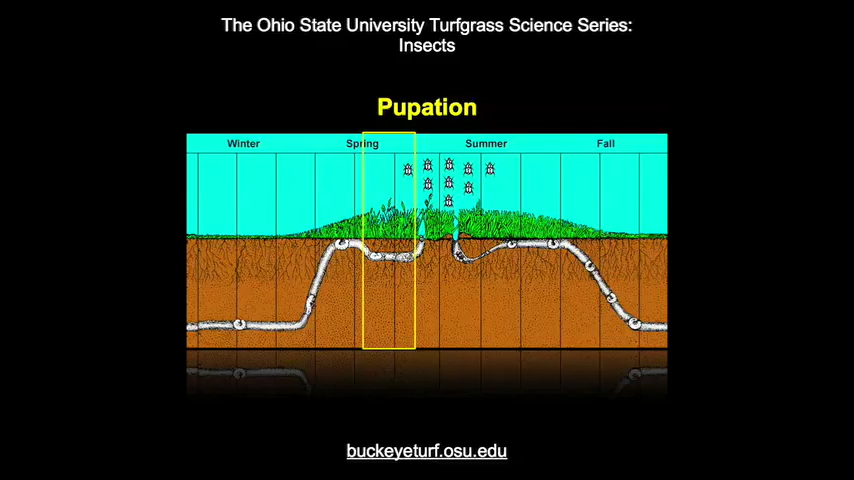 The Ohio State University Turfgrass Science Series:
Insects
Pupation
Winter Spring Summer Fall
buckeyeturf.osu.edu